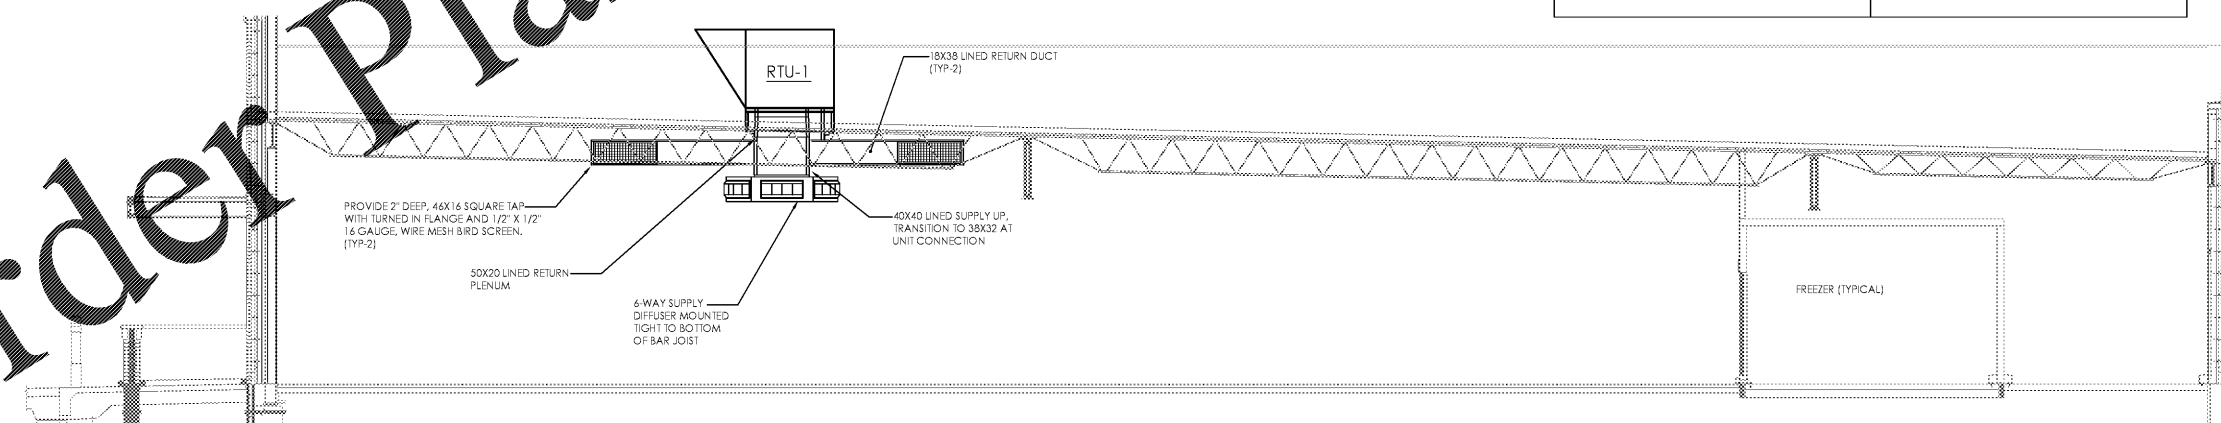 ider Pla
RTU-1
18X38 LINED RETURN DUCT
(TYP-2)
PROVIDE 2" DEEP, 46X16 SQUARE TAP
WITH TURNED IN FLANGE AND 1/2" X 1/2"
16 GAUGE, WIRE MESH BIRD SCREEN.
(TYP-2)
40X40 LINED SUPPLY UP,
TRANSITION TO 38X32 AT
UNIT CONNECTION
50X20 LINED RETURN
PLENUM
6-WAY SUPPLY
DIFFUSER MOUNTED
TIGHT TO BOTTOM
OF BAR JOIST
FREEZER (TYPICAL)